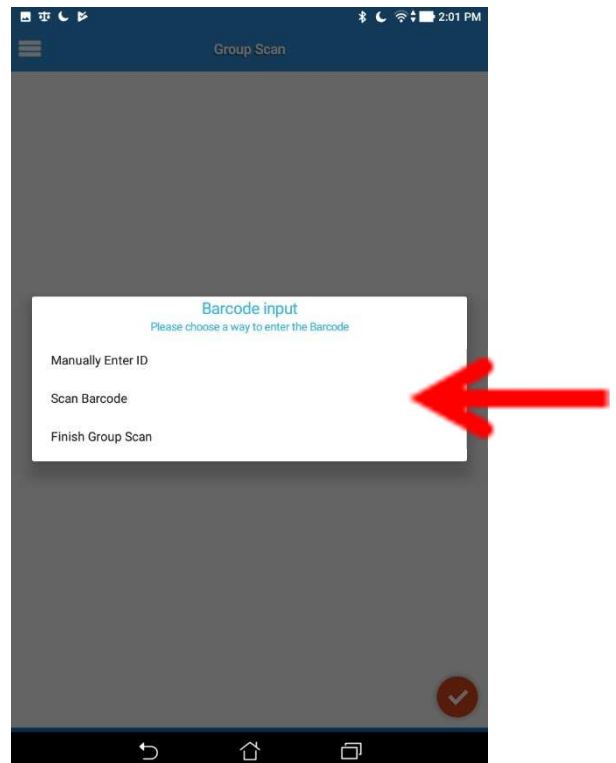 2:01 PM
Group Scan
Barcode input
Please choose a way to enter the Barcode
Manually Enter ID
Scan Barcode
Finish Group Scan